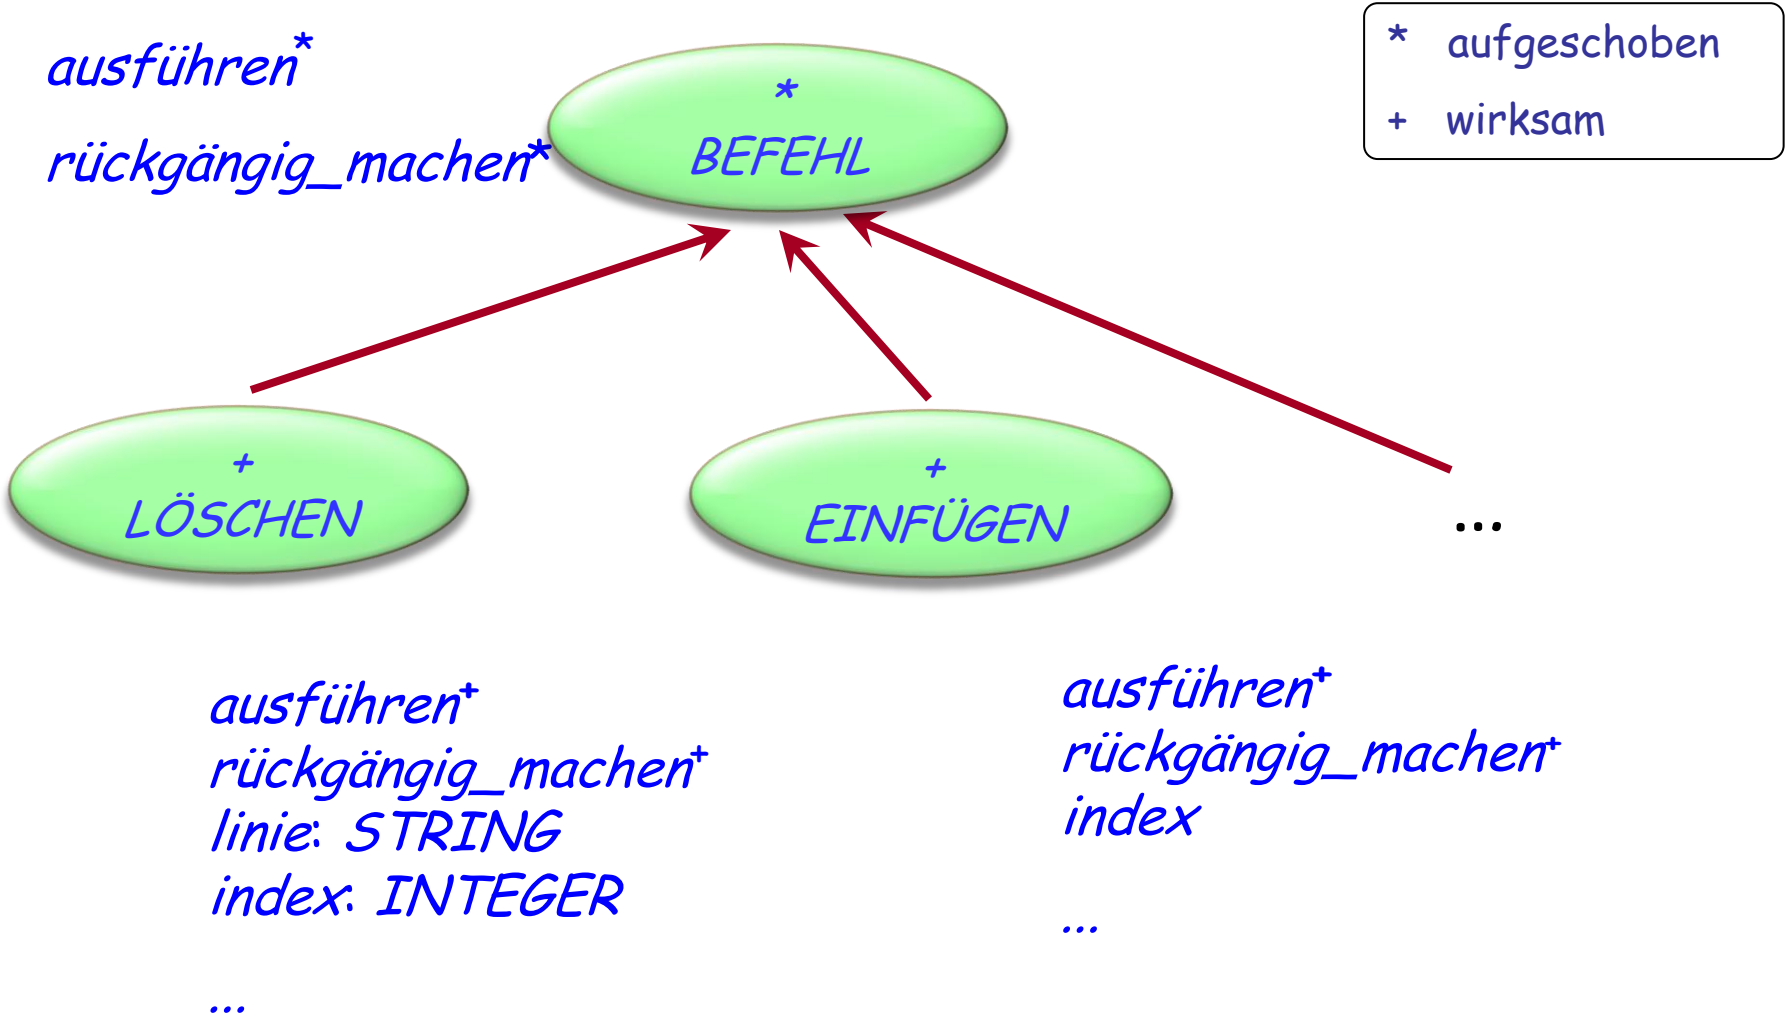 ausführen*
rückgängig_machen*
*
BEFEHL
* aufgeschoben
+ wirksam
+
LÖSCHEN
+
EINFÜGEN
...
ausführen+
rückgängig_machen+
linie: STRING
index: INTEGER
...
ausführen+
rückgängig_machen+
index
...